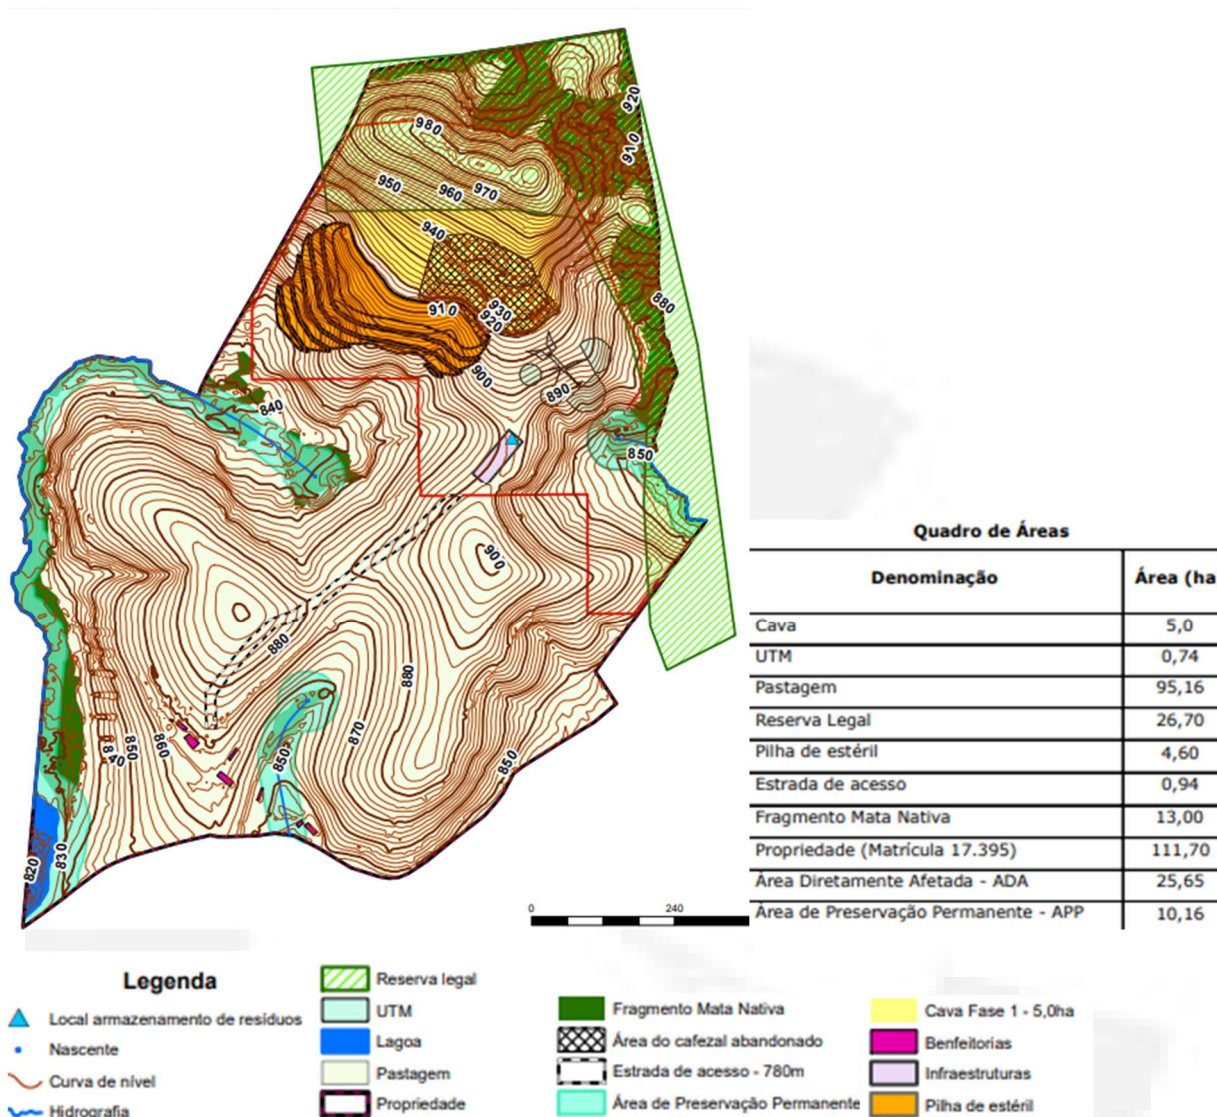 980
920
910
950
960
970
940
930
920
910
880
900
890
840
850
900
880
880
870
860
850
840
850
850
820
830
0
240
Quadro de Áreas
Denominação Área (ha
Cava 5,0
UTM 0,74
Pastagem 95,16
Reserva Legal 26,70
Pilha de estéril 4,60
Estrada de acesso 0,94
Fragmento Mata Nativa 13,00
Propriedade (Matrícula 17.395) 111,70
Área Diretamente Afetada - ADA 25,65
Área de Preservação Permanente - APP 10,16
Legenda
Local armazenamento de resíduos
Nascente
Curva de nível
Hidrografia
Reserva legal
UTM
Lagoa
Pastagem
Propriedade
Fragmento Mata Nativa
Área do cafezal abandonado
Estrada de acesso - 780m
Área de Preservação Permanente
Cava Fase 1 - 5,0ha
Benfeitorias
Infraestruturas
Pilha de estéril